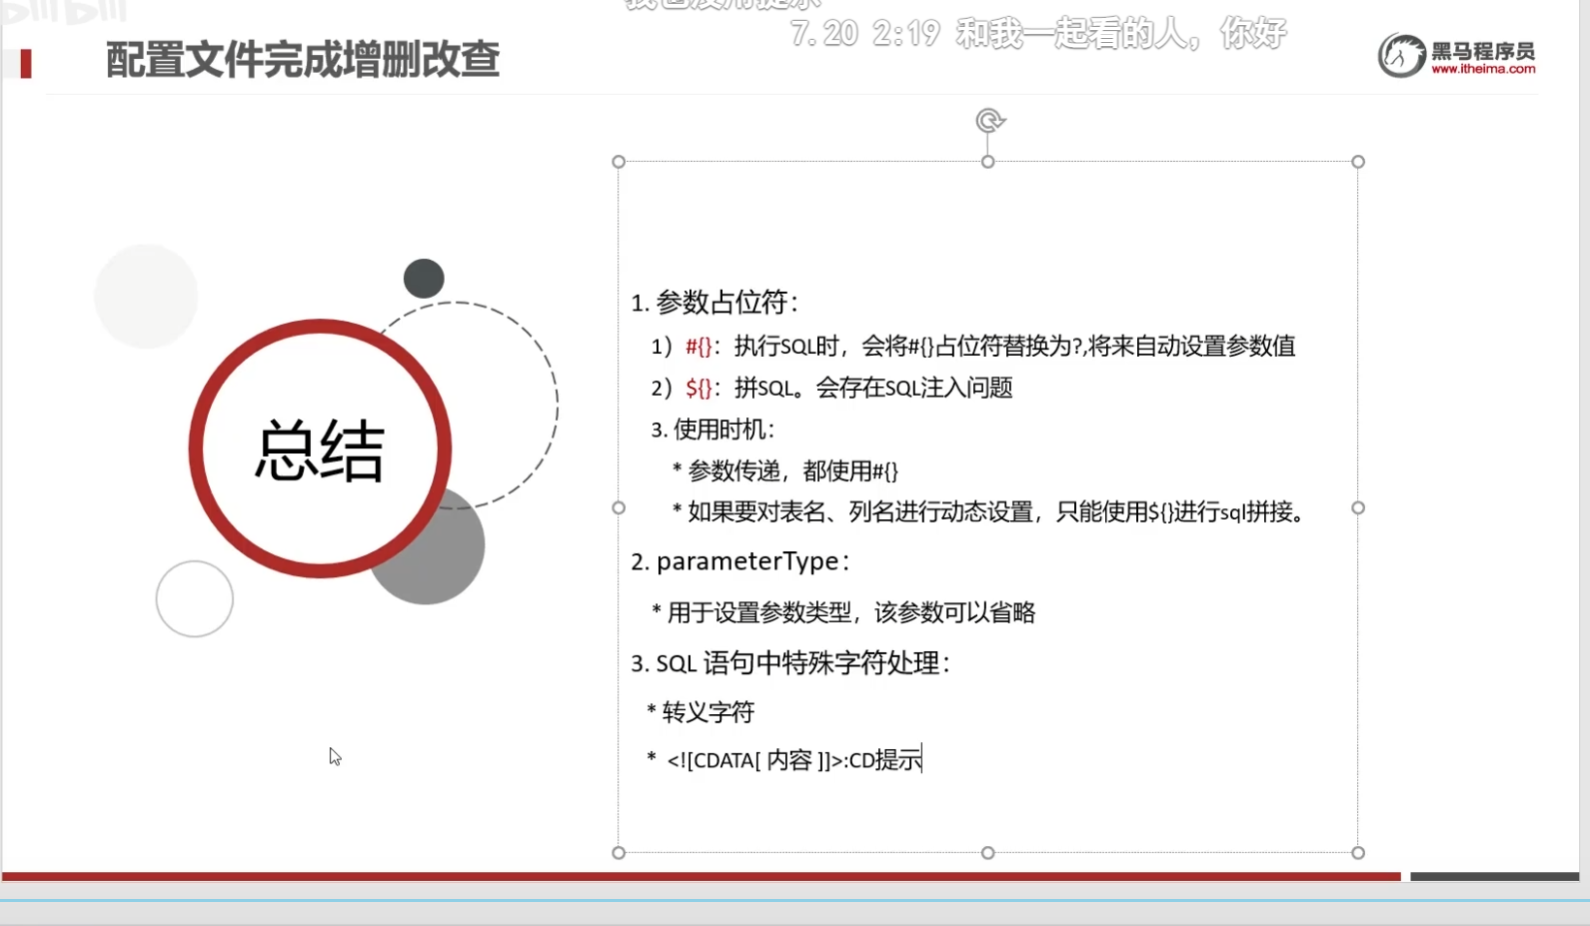 7.20 2:19 和我一起看的人，你好
配置文件完成增删改查
黑马程序员
www.itheima.com
总结
1. 参数占位符：
1）#{}：执行SQL时，会将#{}占位符替换为?,将来自动设置参数值
2）${}：拼SQL。会存在SQL注入问题
3. 使用时机：
* 参数传递，都使用#{}
* 如果要对表名、列名进行动态设置，只能使用${}进行sql拼接。
2. parameterType：
* 用于设置参数类型，该参数可以省略
3. SQL 语句中特殊字符处理：
* 转义字符
* <![CDATA[ 内容 ]]>:CD提示